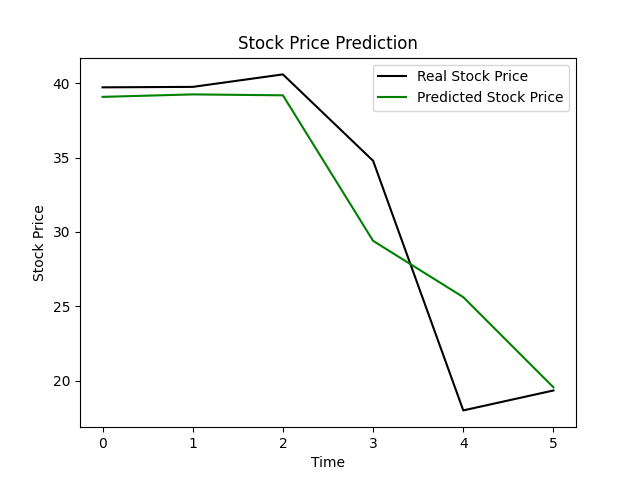 Stock Price Prediction
Real Stock Price
Predicted Stock Price
Stock Price
40
35
30
25
20
0 1 2 3 4 5
Time